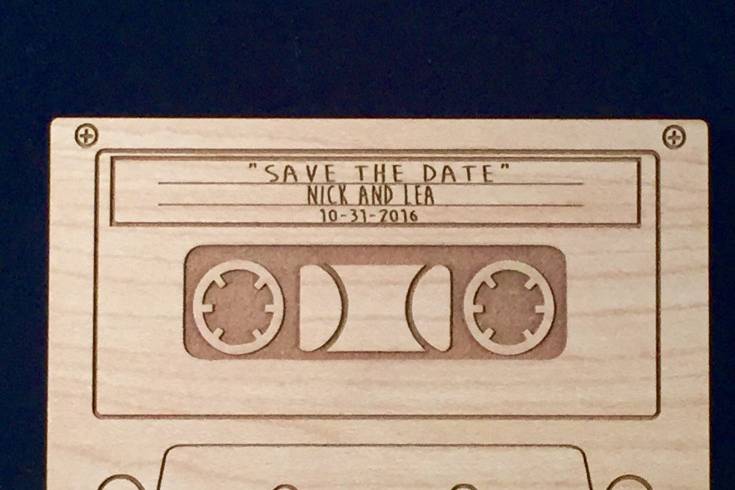 "SAVE THE DATE"
NICK AND LEA
10-31-2016